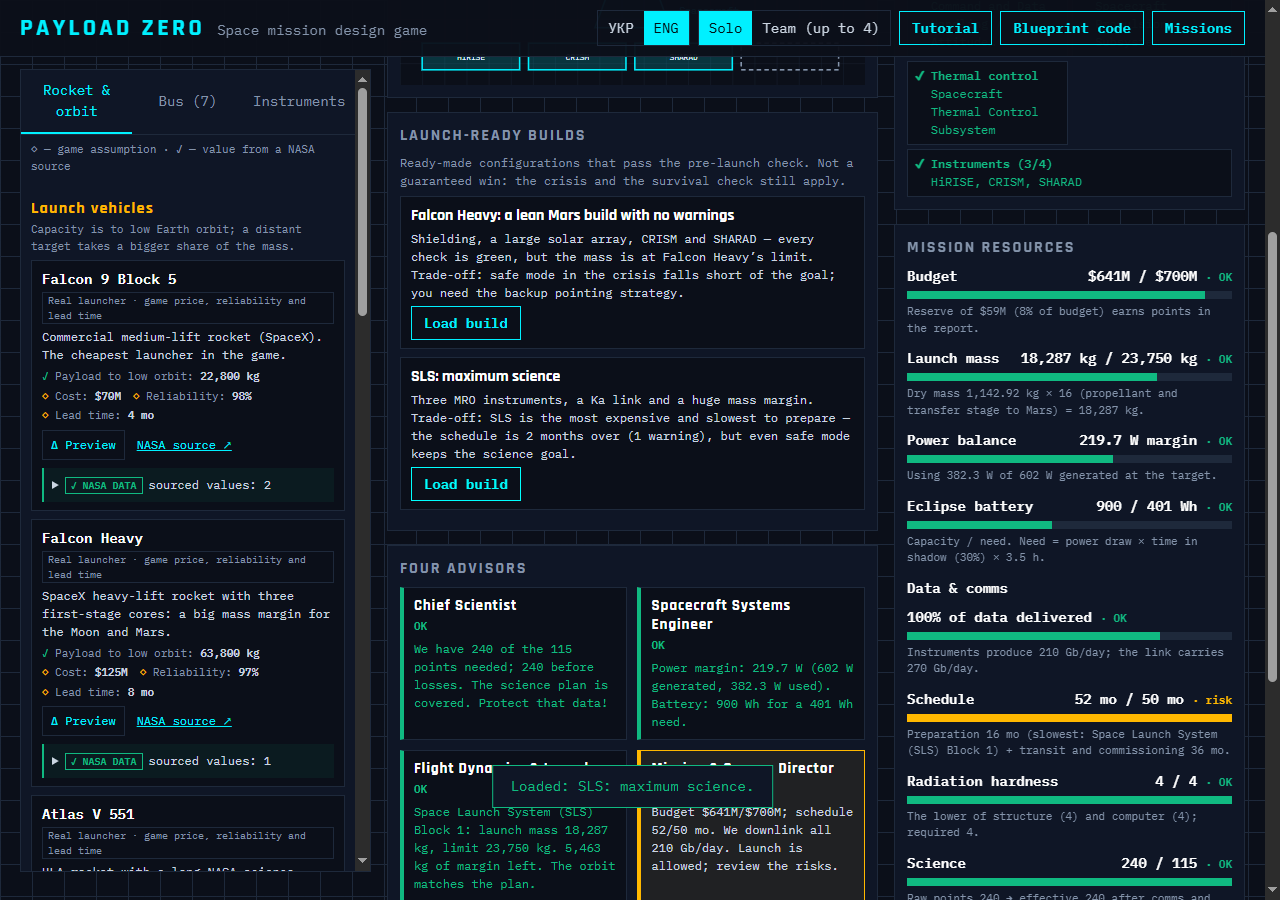 PAYLOAD ZERO
Space mission design game
УКР
ENG
Solo
Team (up to 4)
Tutorial
Blueprint code
Missions
Rocket &
orbit
Bus (7)
Instruments
◇ — game assumption · ✓ — value from a NASA
source
Launch vehicles
Capacity is to low Earth orbit; a distant
target takes a bigger share of the mass.
Falcon 9 Block 5
Real launcher · game price, reliability and
lead time
Commercial medium-lift rocket (SpaceX).
The cheapest launcher in the game.
✓ Payload to low orbit: 22,800 kg
◇ Cost: $70M ◇ Reliability: 98%
◇ Lead time: 4 mo
Δ Preview
NASA source ↗
▶ ✓ NASA DATA sourced values: 2
Falcon Heavy
Real launcher · game price, reliability and
lead time
SpaceX heavy-lift rocket with three
first-stage cores: a big mass margin for
the Moon and Mars.
✓ Payload to low orbit: 63,800 kg
◇ Cost: $125M ◇ Reliability: 97%
◇ Lead time: 8 mo
Δ Preview
NASA source ↗
▶ ✓ NASA DATA sourced values: 1
Atlas V 551
Real launcher · game price, reliability and
lead time
HiRISE
CRISM
SHARAD
LAUNCH-READY BUILDS
Ready-made configurations that pass the pre-launch check. Not a
guaranteed win: the crisis and the survival check still apply.
Falcon Heavy: a lean Mars build with no warnings
Shielding, a large solar array, CRISM and SHARAD — every
check is green, but the mass is at Falcon Heavy's limit.
Trade-off: safe mode in the crisis falls short of the goal;
you need the backup pointing strategy.
Load build
SLS: maximum science
Three MRO instruments, a Ka link and a huge mass margin.
Trade-off: SLS is the most expensive and slowest to prepare —
the schedule is 2 months over (1 warning), but even safe mode
keeps the science goal.
Load build
FOUR ADVISORS
Chief Scientist
OK
We have 240 of the 115
points needed; 240 before
losses. The science plan is
covered. Protect that data!
Spacecraft Systems
Engineer
OK
Power margin: 219.7 W (602 W
generated, 382.3 W used).
Battery: 900 Wh for a 401 Wh
need.
Flight
OK
Space Launch System (SLS)
Block 1: launch mass 18,287
kg, limit 23,750 kg. 5,463
kg of margin left. The orbit
matches the plan.
Director
Budget $641M/$700M; schedule
52/50 mo. We downlink all
210 Gb/day. Launch is
allowed; review the risks.
Loaded: SLS: maximum science.
✓ Thermal control
Spacecraft
Thermal Control
Subsystem
✓ Instruments (3/4)
HiRISE, CRISM, SHARAD
MISSION RESOURCES
Budget $641M / $700M · OK
Reserve of $59M (8% of budget) earns points in
the report.
Launch mass 18,287 kg / 23,750 kg · OK
Dry mass 1,142.92 kg × 16 (propellant and
transfer stage to Mars) = 18,287 kg.
Power balance 219.7 W margin · OK
Using 382.3 W of 602 W generated at the target.
Eclipse battery 900 / 401 Wh · OK
Capacity / need. Need = power draw × time in
shadow (30%) × 3.5 h.
Data & comms
100% of data delivered · OK
Instruments produce 210 Gb/day; the link carries
270 Gb/day.
Schedule 52 mo / 50 mo · risk
Preparation 16 mo (slowest: Space Launch System
(SLS) Block 1) + transit and commissioning 36 mo.
Radiation hardness 4 / 4 · OK
The lower of structure (4) and computer (4);
required 4.
Science 240 / 115 · OK
Raw points 240 → effective 240 after comms and